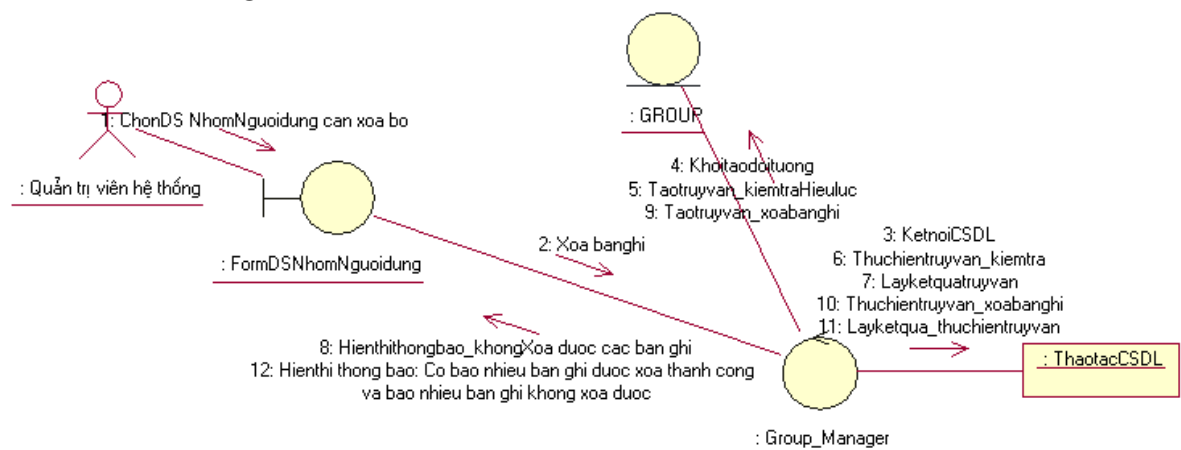 : GROUP
1: ChonDS NhomNguoidung can xoa bo
: Quản trị viên hệ thống
4: Khoitaodoituong
5: Taotruyvan_kiemtraHieuluc
9: Taotruyvan_xoabanghi
: FormDSNhomNguoidung
2: Xoa banghi
3: KetnoiCSDL
6: Thuchientruyvan_kiemtra
7: Layketquatruyvan
10: Thuchientruyvan_xoabanghi
11: Layketqua_thuchientruyvan
8: Hienthithongbao_khongXoa duoc cac ban ghi
12: Hienthi thong bao: Co bao nhieu ban ghi duoc xoa thanh cong
va bao nhieu ban ghi khong xoa duoc
: ThaotacCSDL
: Group_Manager